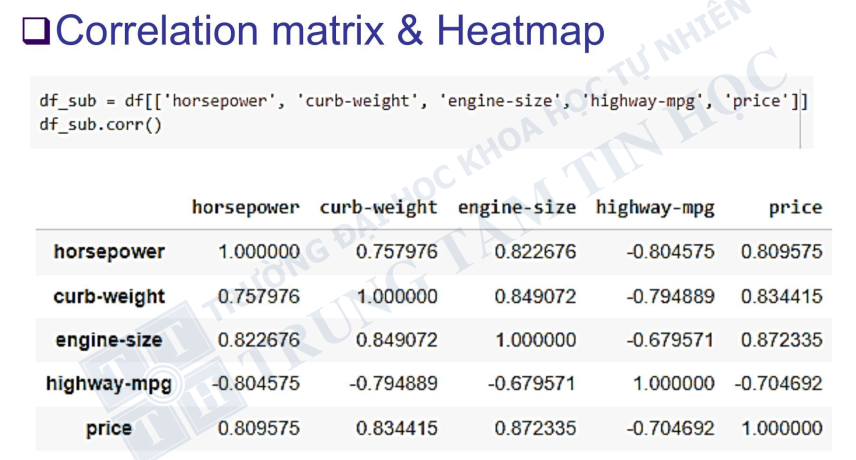 Correlation matrix & Heatmap
df_sub = df[['horsepower', 'curb-weight', 'engine-size', 'highway-mpg', 'price']]
df_sub.corr()
horsepower curb-weight engine-size highway-mpg price
horsepower 1.000000 0.757976 0.822676 -0.804575 0.809575
curb-weight 0.757976 1.000000 0.849072 -0.794889 0.834415
engine-size 0.822676 0.849072 1.000000 -0.679571 0.872335
highway-mpg -0.804575 -0.794889 -0.679571 1.000000 -0.704692
price 0.809575 0.834415 0.872335 -0.704692 1.000000
TRƯỜNG ĐẠI HỌC KHOA HỌC TỰ NHIÊN
TRUNG TÂM TIN HỌC
T T
T H